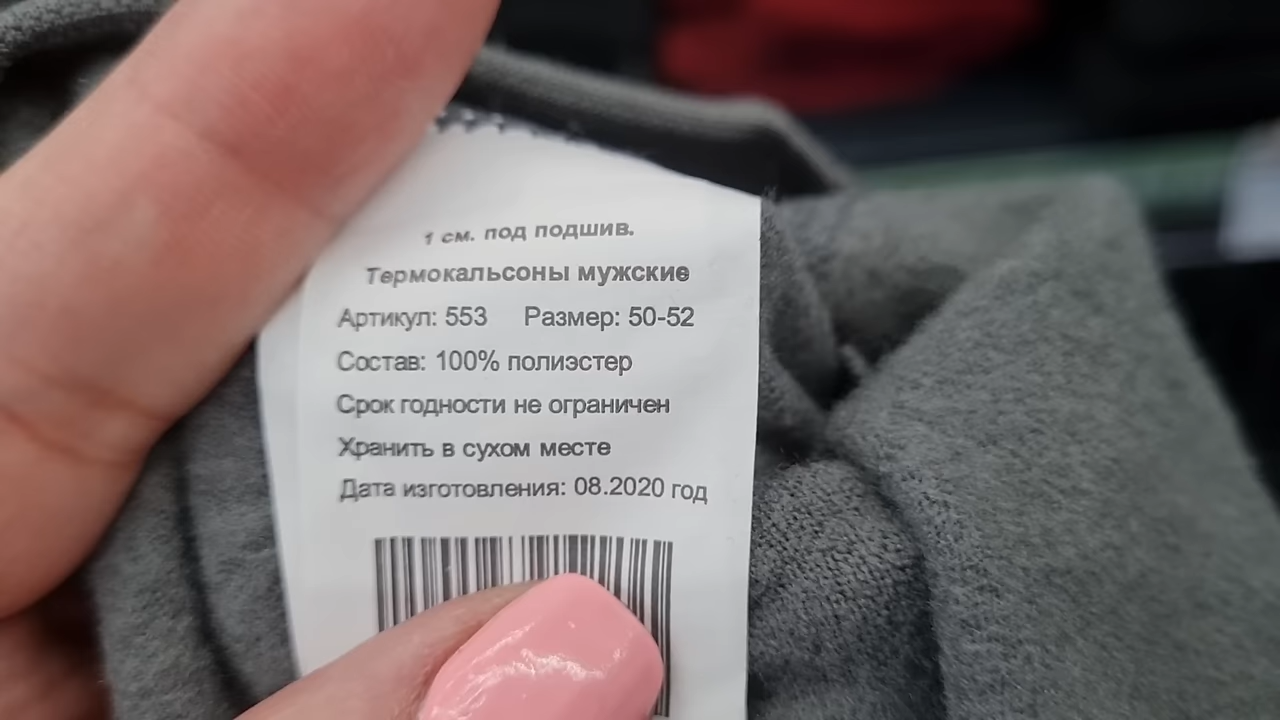 1 см. под подшив.
Термокальсоны мужские
Артикул: 553 Размер: 50-52
Состав: 100% полиэстер
Срок годности не ограничен
Хранить в сухом месте
Дата изготовления: 08.2020 год